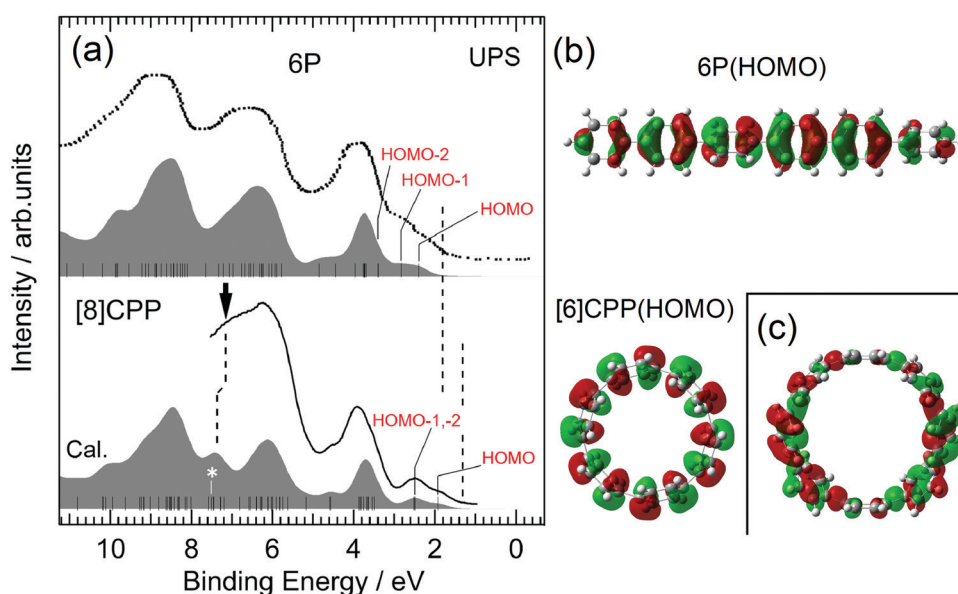 (a)
6P
UPS
HOMO-2
HOMO-1
HOMO
[8]CPP
HOMO-1,-2
HOMO
Cal.
*
10 8 6 4 2 0
Binding Energy / eV
Intensity / arb.units
(b)
6P(HOMO)
[6]CPP(HOMO)
(c)